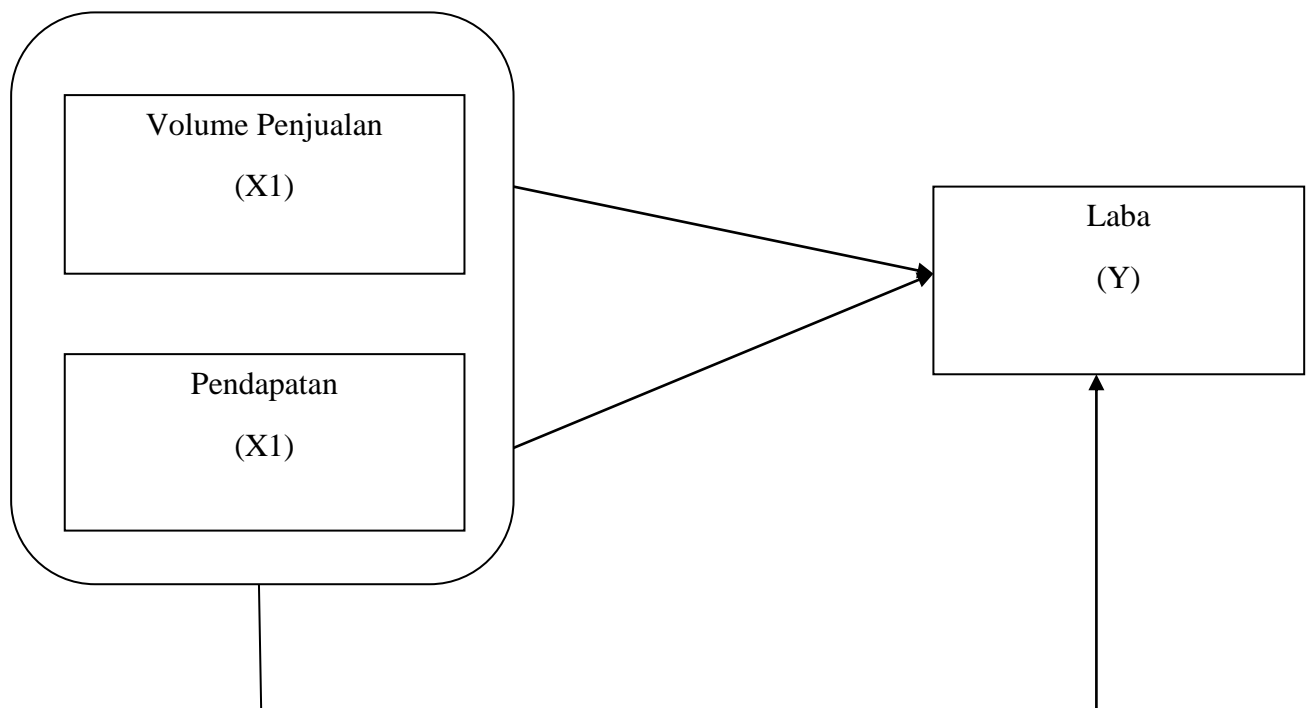 Volume Penjualan
(X1)
Laba
(Y)
Pendapatan
(X1)